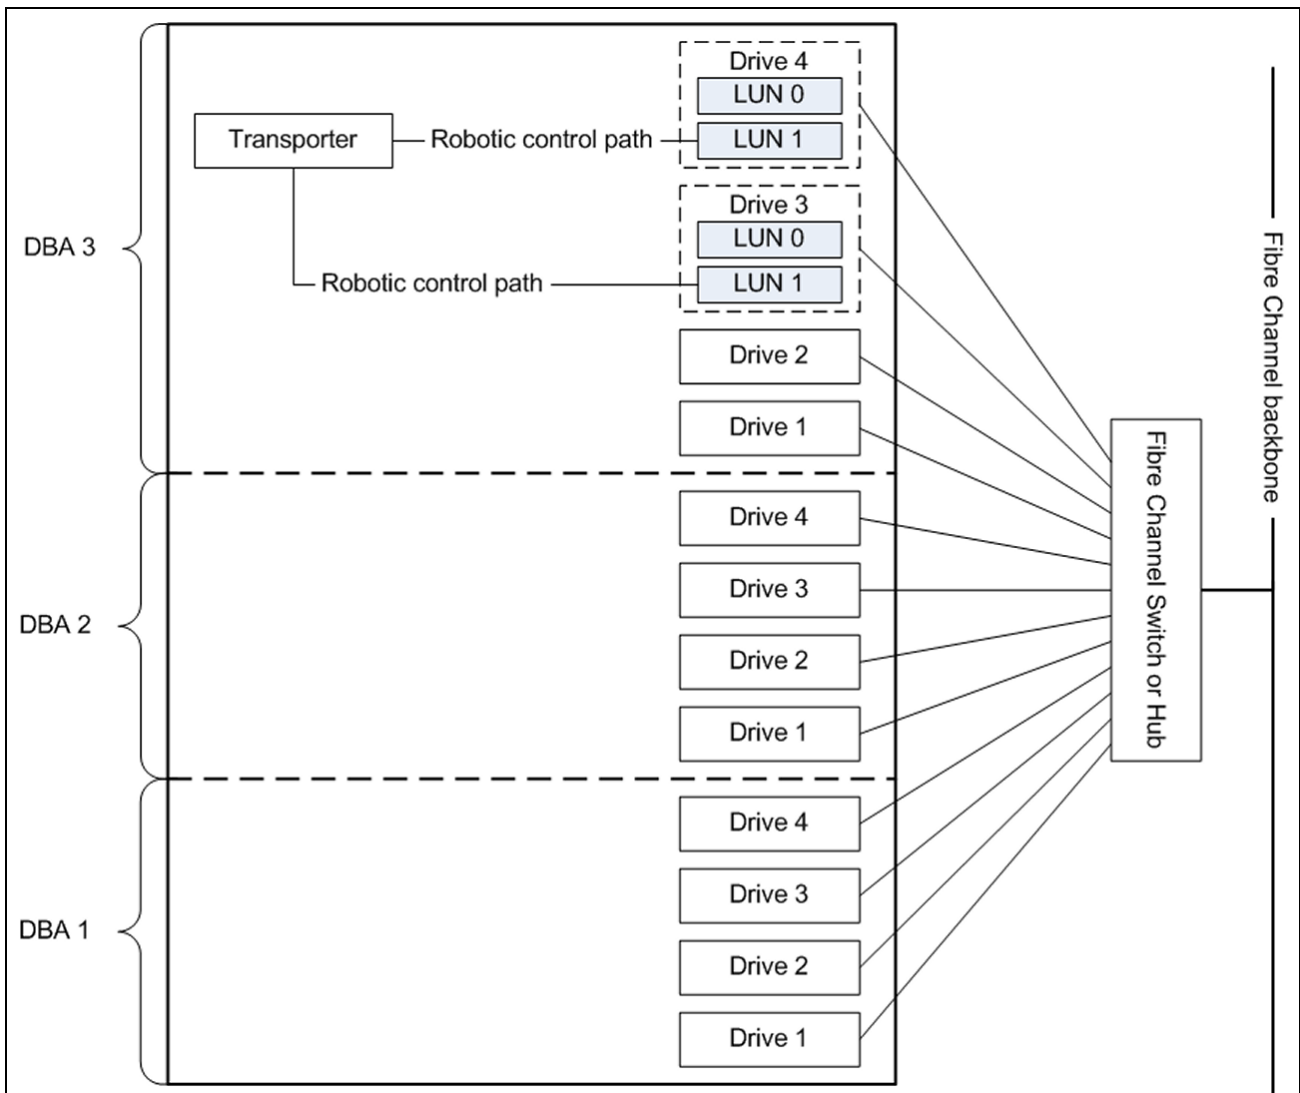 Drive 4
LUN 0
Transporter
Robotic control path
LUN 1
Drive 3
LUN 0
DBA 3
Robotic control path
LUN 1
Drive 2
Drive 1
Drive 4
Drive 3
DBA 2
Drive 2
Drive 1
Drive 4
Drive 3
DBA 1
Drive 2
Drive 1
Fibre Channel Switch or Hub
Fibre Channel backbone